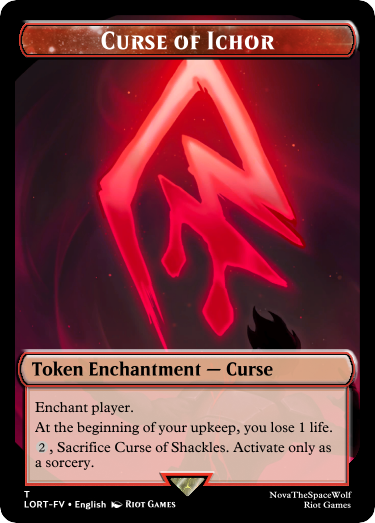 Curse of Ichor
Token Enchantment — Curse
Enchant player.
At the beginning of your upkeep, you lose 1 life.
2, Sacrifice Curse of Shackles. Activate only as
a sorcery.
T
LORT-FV • English Riot Games
NovaTheSpaceWolf
Riot Games